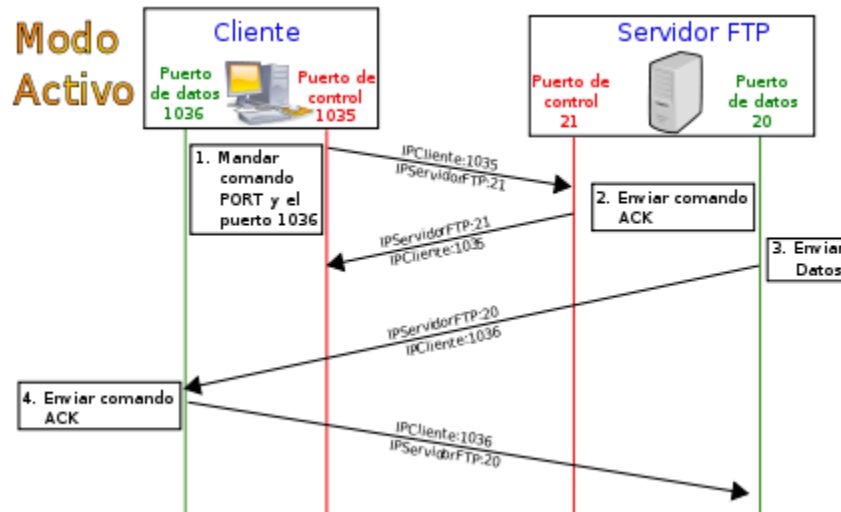 Modo
Activo
Cliente
Puerto
de datos
1036
Puerto de
control
1035
Servidor FTP
Puerto de
control
21
Puerto
de datos
20
1. Mandar
comando
PORT y el
puerto 1036
IPCliente:1035
IPServidorFTP:21
2. Enviar comando
ACK
IPServidorFTP:21
IPCliente:1035
3. Enviar
Datos
IPServidorFTP:20
IPCliente:1036
4. Enviar comando
ACK
IPCliente:1036
IPServidorFTP:20